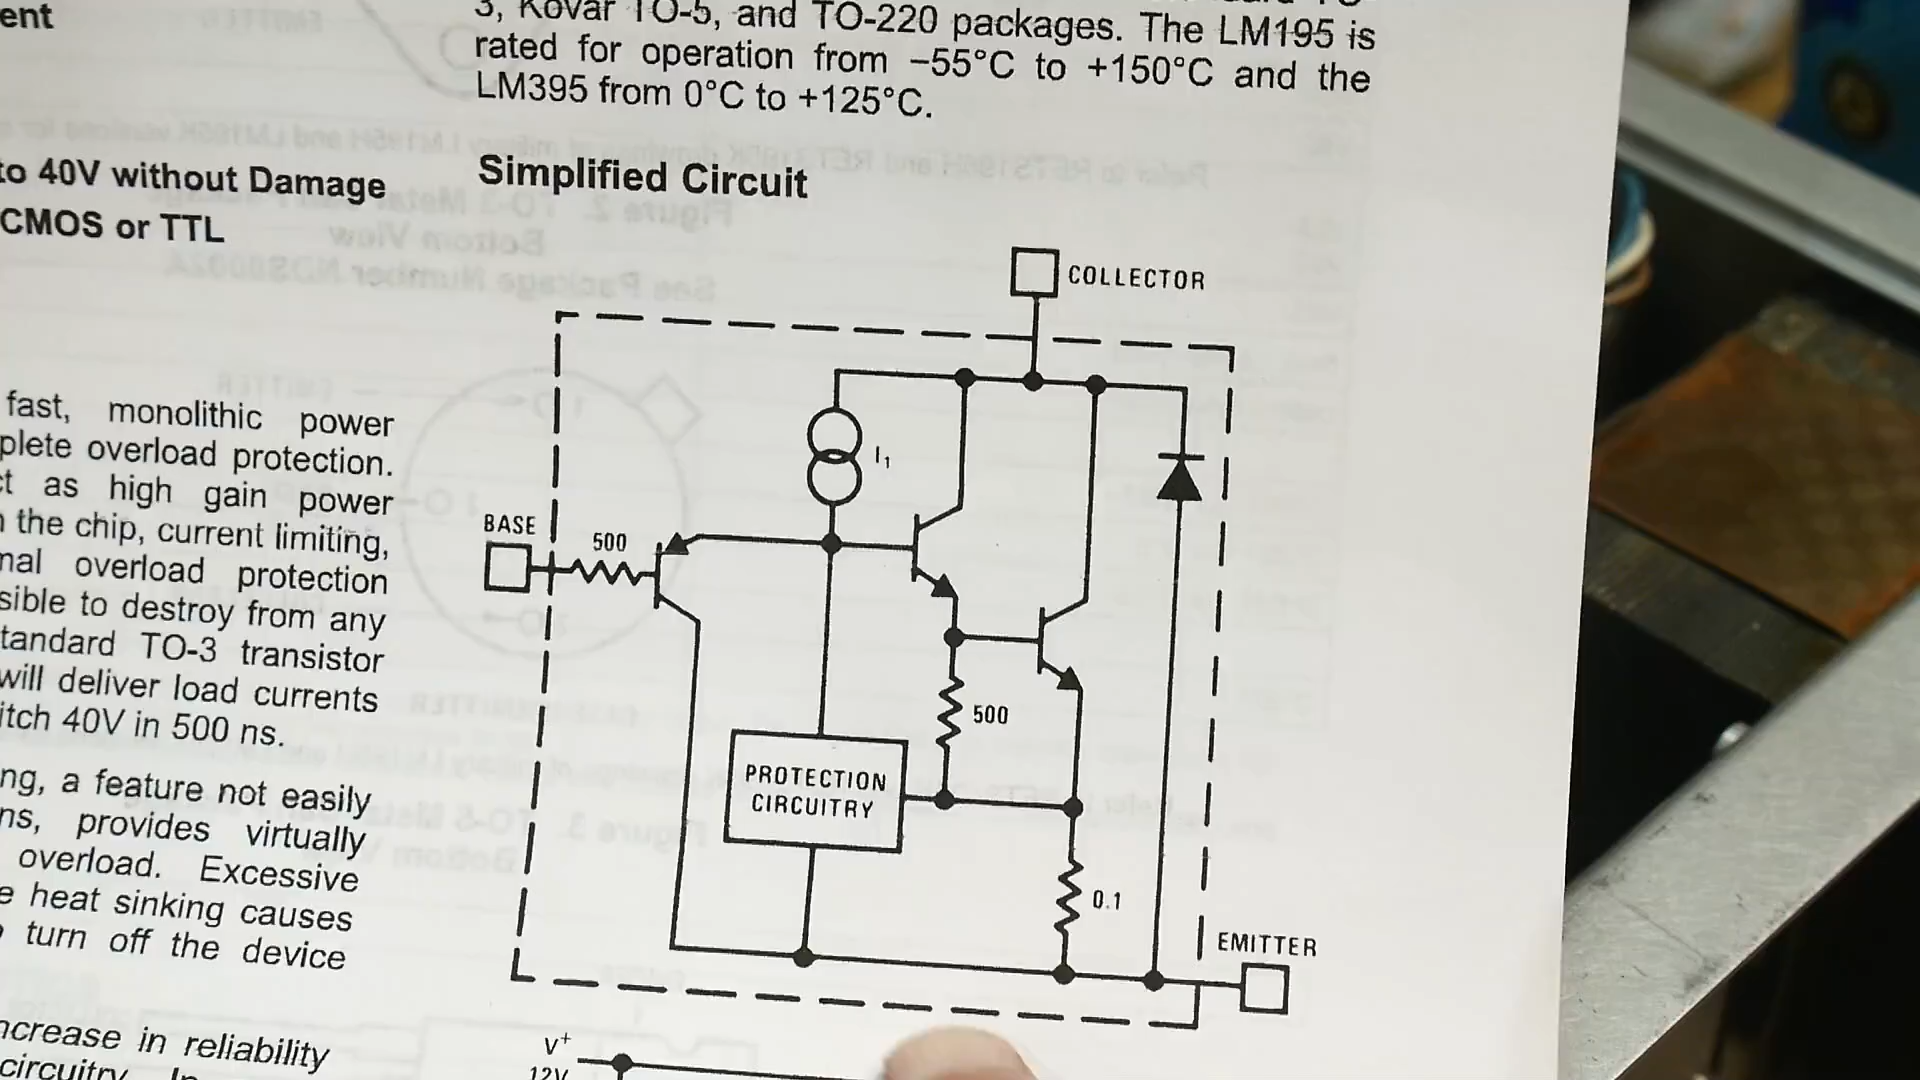 ent
to 40V without Damage
CMOS or TTL
fast, monolithic power
plete overload protection.
ct as high gain power
the chip, current limiting,
mal overload protection
sible to destroy from any
tandard TO-3 transistor
will deliver load currents
itch 40V in 500 ns.
ng, a feature not easily
ns, provides virtually
overload. Excessive
e heat sinking causes
turn off the device
ncrease in reliability
circuitry. In
3, Kovar TO-5, and TO-220 packages. The LM195 is
rated for operation from −55°C to +150°C and the
LM395 from 0°C to +125°C.
Simplified Circuit
COLLECTOR
I1
BASE
500
500
PROTECTION
CIRCUITRY
0.1
EMITTER
V+
12V